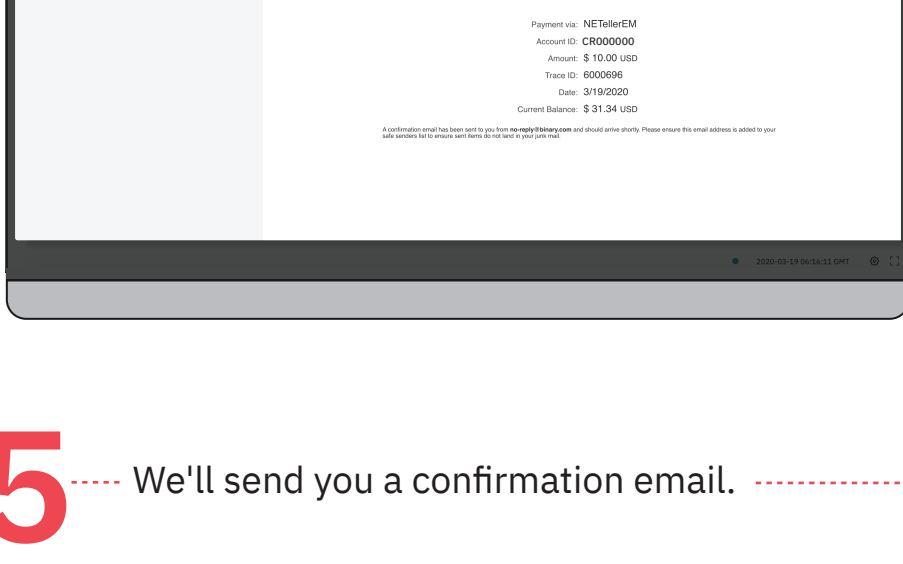 Payment via: NETellerEM
Account ID: CR000000
Amount: $ 10.00 USD
Trace ID: 6000696
Date: 3/19/2020
Current Balance: $ 31.34 USD
A confirmation email has been sent to you from no-reply@binary.com and should arrive shortly. Please ensure this email address is added to your
safe senders list to ensure sent items do not land in your junk mail.
2020-03-19 06:16:11 GMT
5 We'll send you a confirmation email.